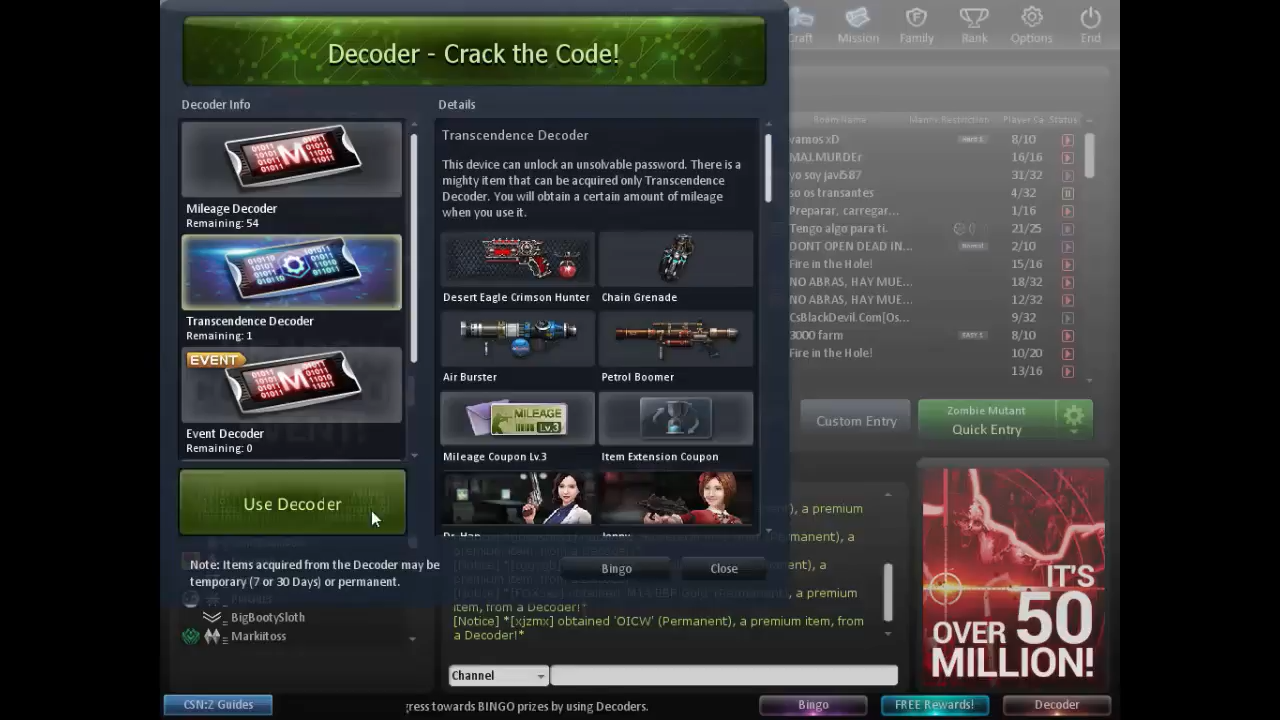 Decoder - Crack the Code!
Craft
Mission
Family
Rank
Options
End
Decoder Info
Details
Mileage Decoder
Remaining: 54
Transcendence Decoder
Remaining: 1
EVENT
Event Decoder
Remaining: 0
Use Decoder
Note: Items acquired from the Decoder may be
temporary (7 or 30 Days) or permanent.
Transcendence Decoder
This device can unlock an unsolvable password. There is a
mighty item that can be acquired only Transcendence
Decoder. You will obtain a certain amount of mileage
when you use it.
Desert Eagle Crimson Hunter
Chain Grenade
Air Burster
Petrol Boomer
MILEAGE
Lv.3
Mileage Coupon Lv.3
Item Extension Coupon
Bingo
Close
Room Name
Status
vamos xD 8/10
MAJ.MURDEr 16/16
yo soy javi587 31/32
so os transantes 4/32
Preparar, carregar... 1/16
Tengo algo para ti. 21/25
DONT OPEN DEAD IN... 2/10
Fire in the Hole! 15/16
NO ABRAS, HAY MUE... 18/32
NO ABRAS, HAY MUE... 12/32
CsBlackDevil.Com[Os... 9/32
3000 farm 8/10
Fire in the Hole! 10/20
13/16
Custom Entry
Zombie Mutant
Quick Entry
, a premium
item, from a Decoder!*
[Notice] *[xjzmx] obtained 'OICW' (Permanent), a premium item, from
a Decoder!*
BigBootySloth
Markiitoss
Channel
IT'S
OVER 50
MILLION!
CSN:2 Guides
gress towards BINGO prizes by using Decoders.
Bingo
FREE Rewards!
Decoder